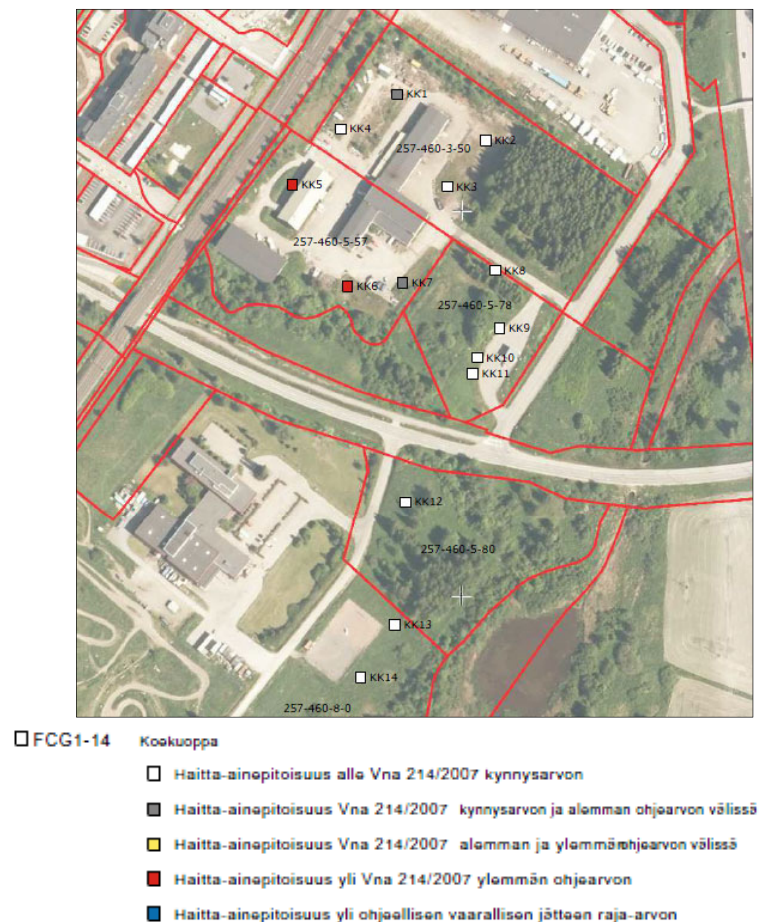 KK1
KK4
KK2
257-460-3-50
KK5
KK3
257-460-5-57
KK8
KK6
KK7
257-460-5-78
KK9
KK10
KK11
KK12
257-460-5-80
KK13
KK14
257-460-8-0
FCG1-14 Koekuoppa
Haitta-ainepitoisuus alle Vna 214/2007 kynnysarvon
Haitta-ainepitoisuus Vna 214/2007 kynnysarvon ja alemman ohjearvon välissä
Haitta-ainepitoisuus Vna 214/2007 alemman ja ylemmän ohjearvon välissä
Haitta-ainepitoisuus yli Vna 214/2007 ylemmän ohjearvon
Haitta-ainepitoisuus yli ohjeellisen vaarallisen jätteen raja-arvon